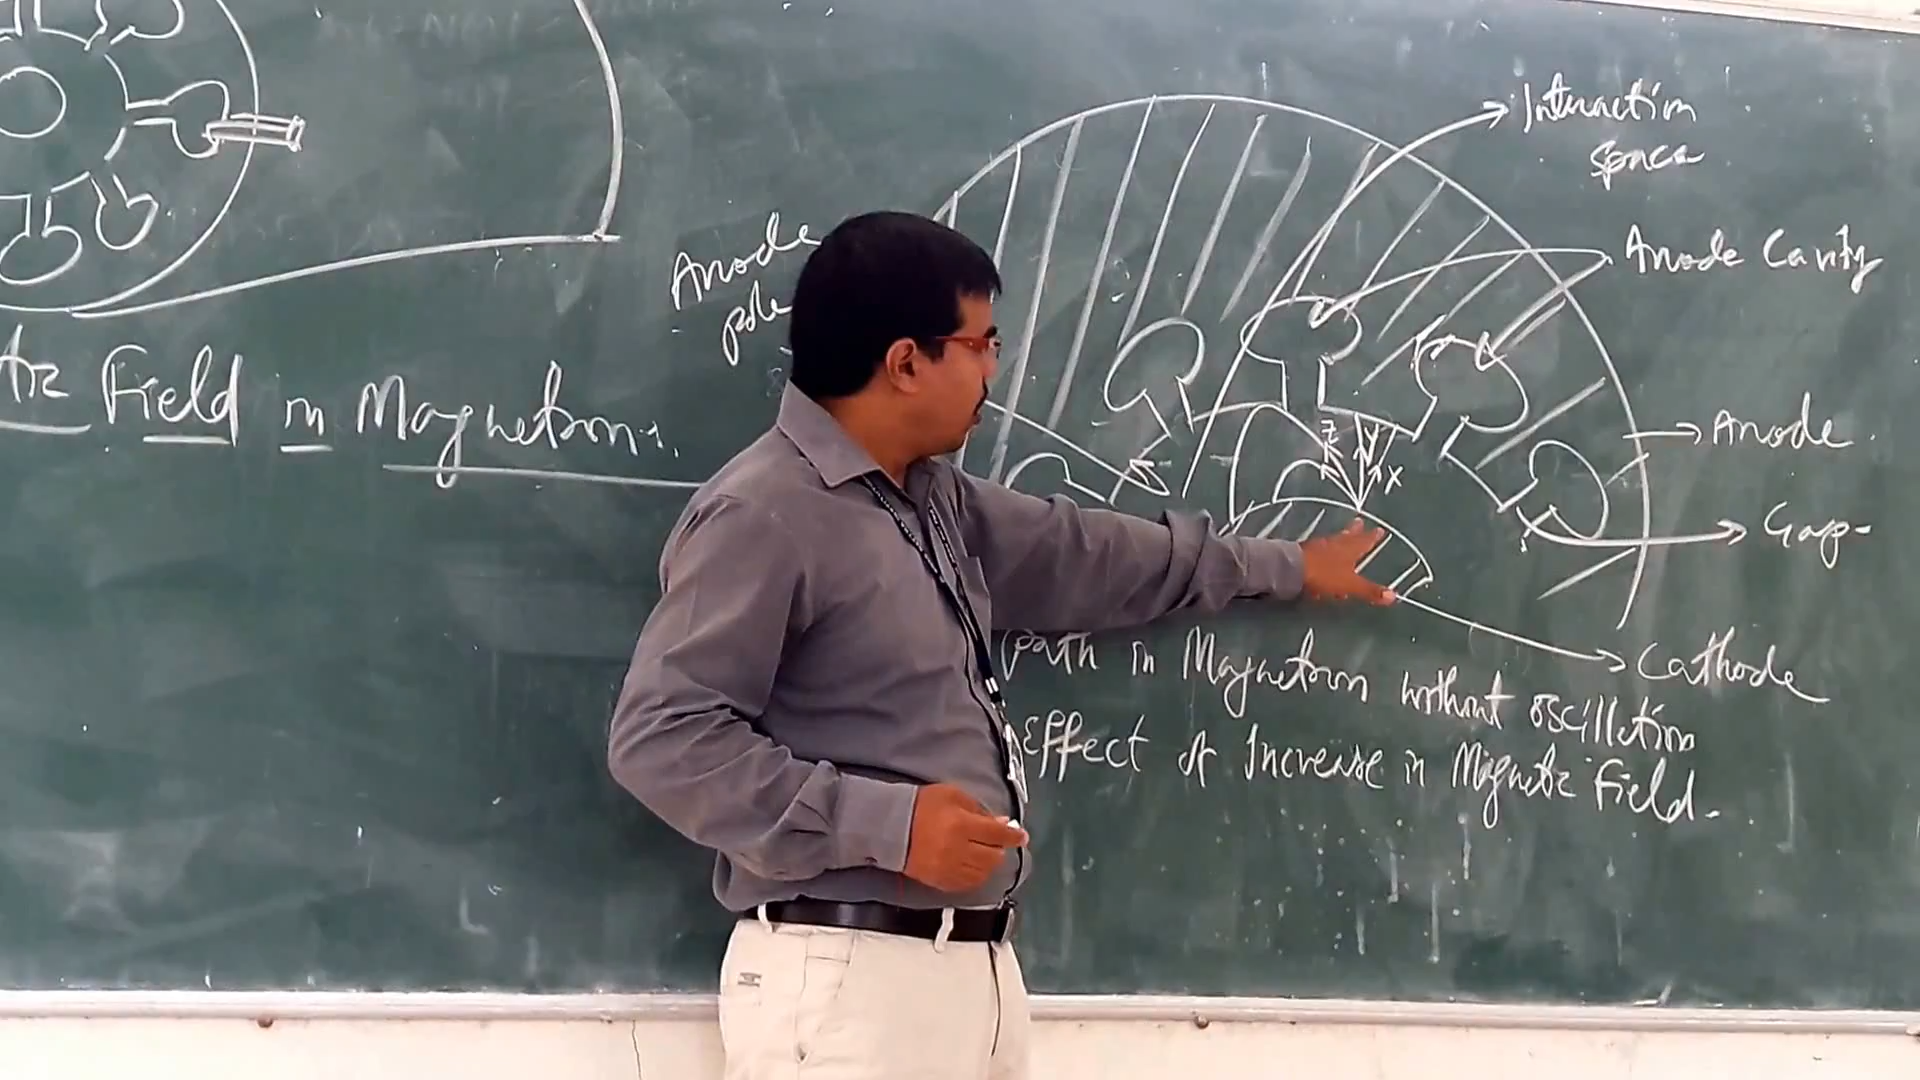 Interaction
Space
Anode Cavity
Anode
pole
Anode.
Gap-
Z Y X
Field in Magnetron.
Cathode
path in Magnetron without oscilletion
Effect of Increase in Magnetic Field.